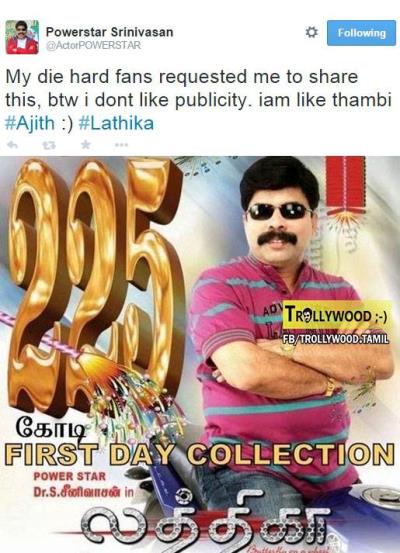 Powerstar Srinivasan
@ActorPOWERSTAR
Following
My die hard fans requested me to share
this, btw i dont like publicity. iam like thambi
#Ajith :) #Lathika
225
TROLLYWOOD ;-)
FB/TROLLYWOOD.TAMIL
கோடி
FIRST DAY COLLECTION
POWER STAR
Dr.S.சீனிவாசன் in
லத்திகா